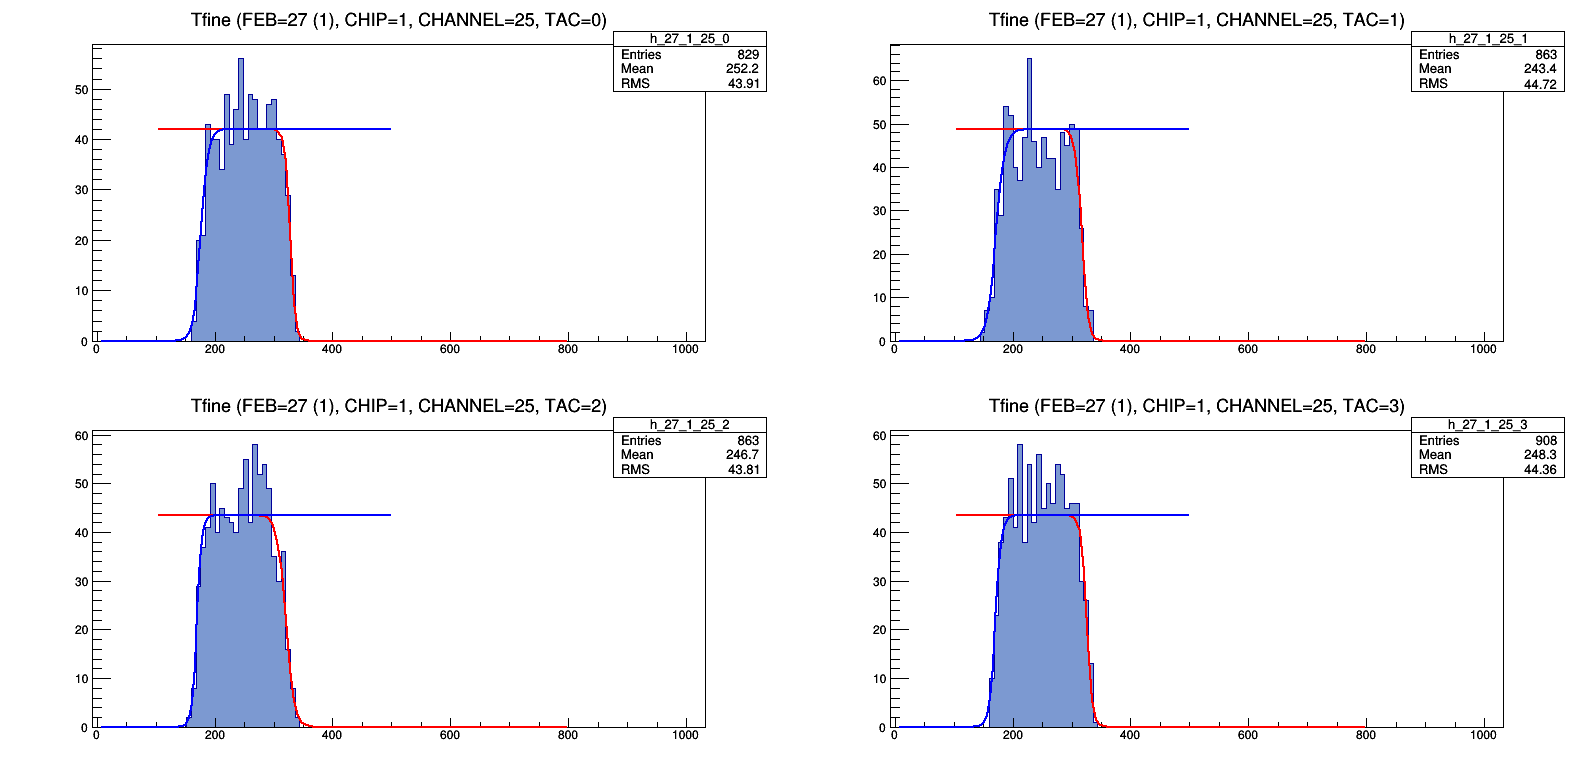 Tfine (FEB=27 (1), CHIP=1, CHANNEL=25, TAC=0)
h_27_1_25_0
Entries 829
Mean 252.2
RMS 43.91
50
40
30
20
10
0
0 200 400 600 800 1000
Tfine (FEB=27 (1), CHIP=1, CHANNEL=25, TAC=1)
h_27_1_25_1
Entries 863
Mean 243.4
RMS 44.72
60
50
40
30
20
10
0
0 200 400 600 800 1000
Tfine (FEB=27 (1), CHIP=1, CHANNEL=25, TAC=2)
h_27_1_25_2
Entries 863
Mean 246.7
RMS 43.81
60
50
40
30
20
10
0
0 200 400 600 800 1000
Tfine (FEB=27 (1), CHIP=1, CHANNEL=25, TAC=3)
h_27_1_25_3
Entries 908
Mean 248.3
RMS 44.36
60
50
40
30
20
10
0
0 200 400 600 800 1000